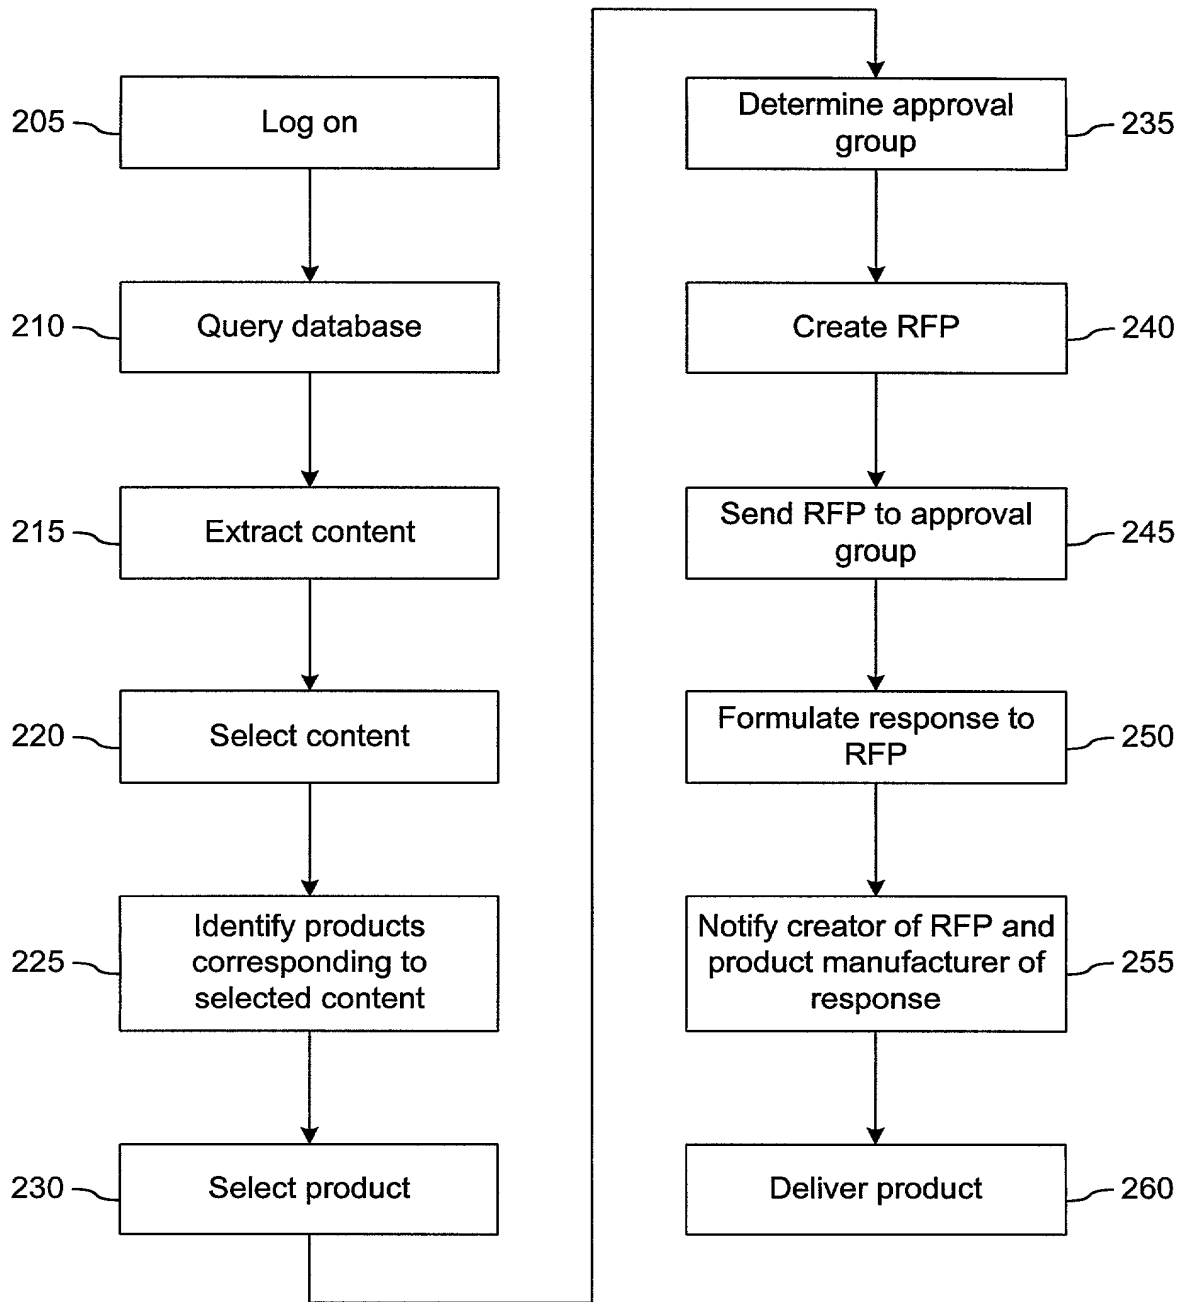 205
Log on
210
Query database
215
Extract content
220
Select content
225
Identify products
corresponding to
selected content
230
Select product
Determine approval
group
235
Create RFP
240
Send RFP to approval
group
245
Formulate response to
RFP
250
Notify creator of RFP and
product manufacturer of
response
255
Deliver product
260